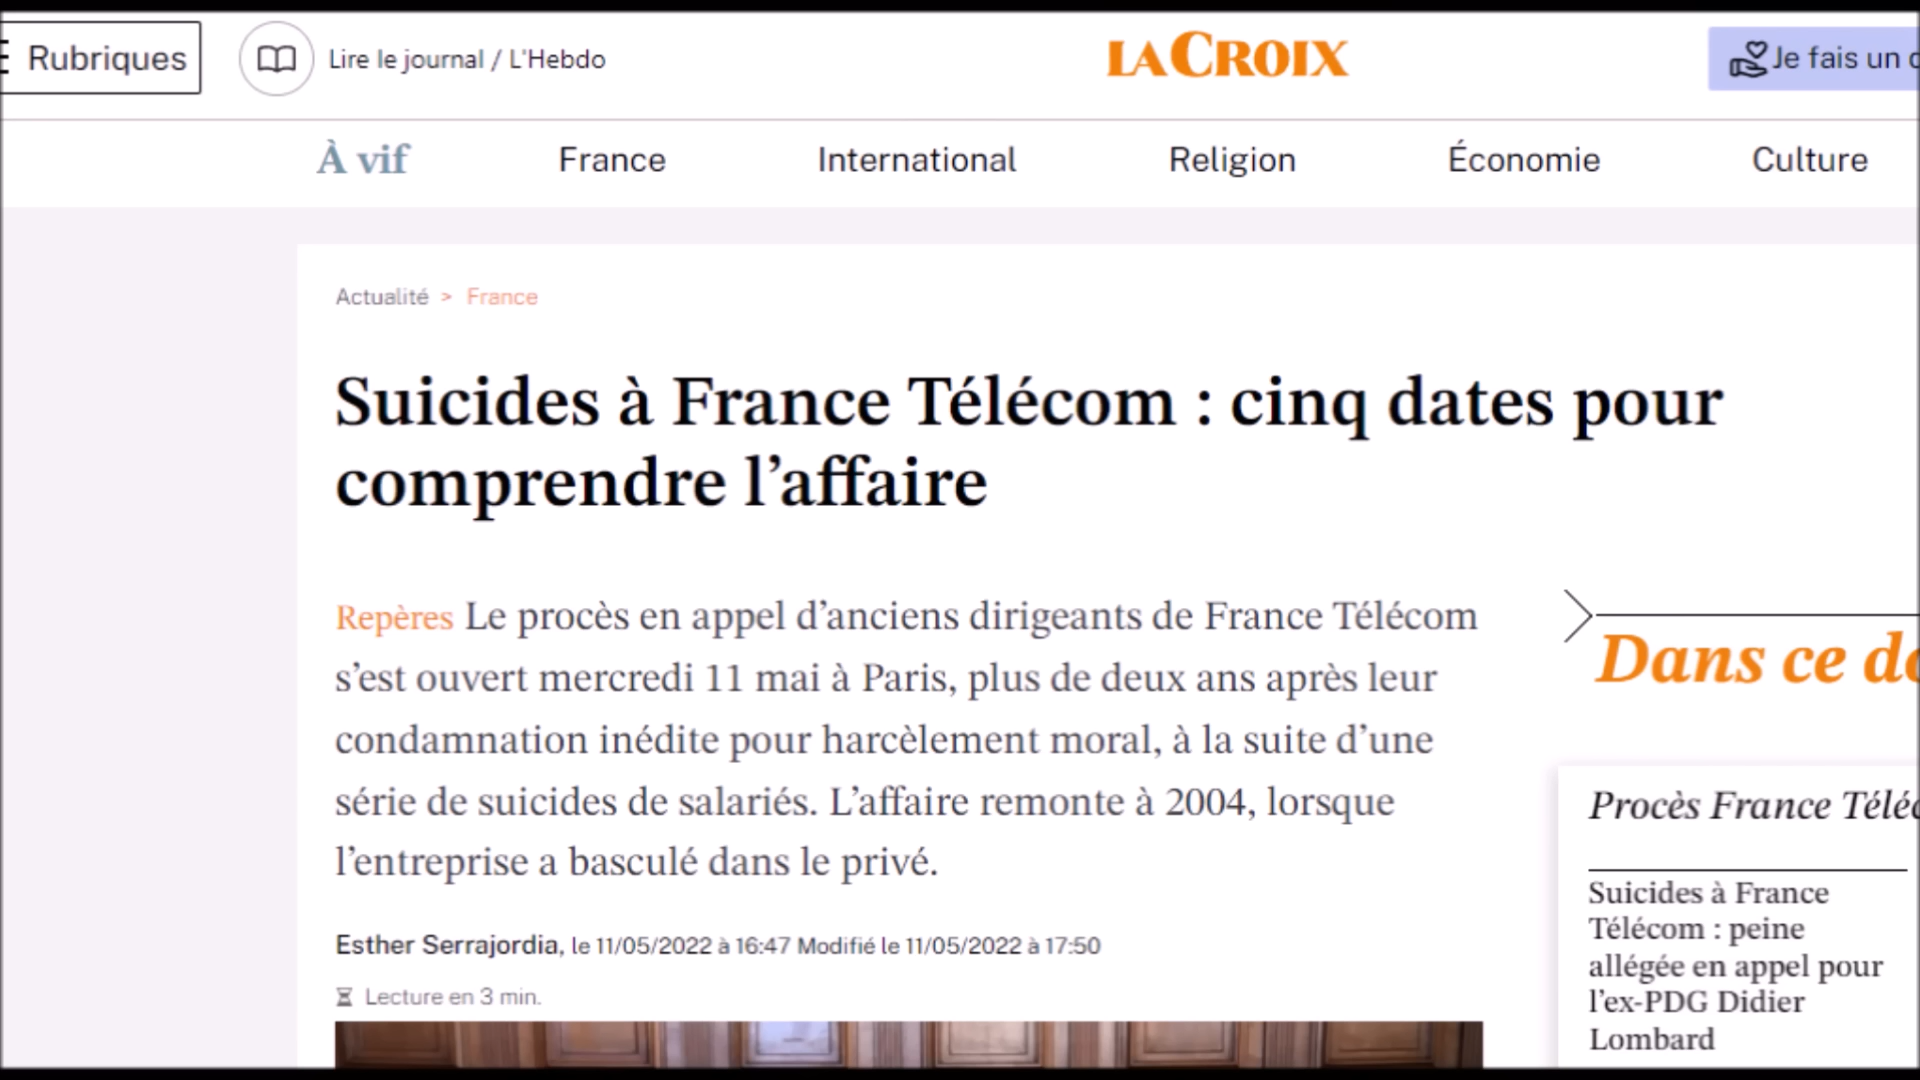 Rubriques
Lire le journal / L'Hebdo
LA CROIX
Je fais un
À vif
France
International
Religion
Économie
Culture
Actualité > France
Suicides à France Télécom : cinq dates pour
comprendre l’affaire
Repères Le procès en appel d’anciens dirigeants de France Télécom
s’est ouvert mercredi 11 mai à Paris, plus de deux ans après leur
condamnation inédite pour harcèlement moral, à la suite d’une
série de suicides de salariés. L’affaire remonte à 2004, lorsque
l’entreprise a basculé dans le privé.
Esther Serrajordia, le 11/05/2022 à 16:47 Modifié le 11/05/2022 à 17:50
Lecture en 3 min.
Dans ce
Procès France
Suicides à France
Télécom : peine
allégée en appel pour
l’ex-PDG Didier
Lombard